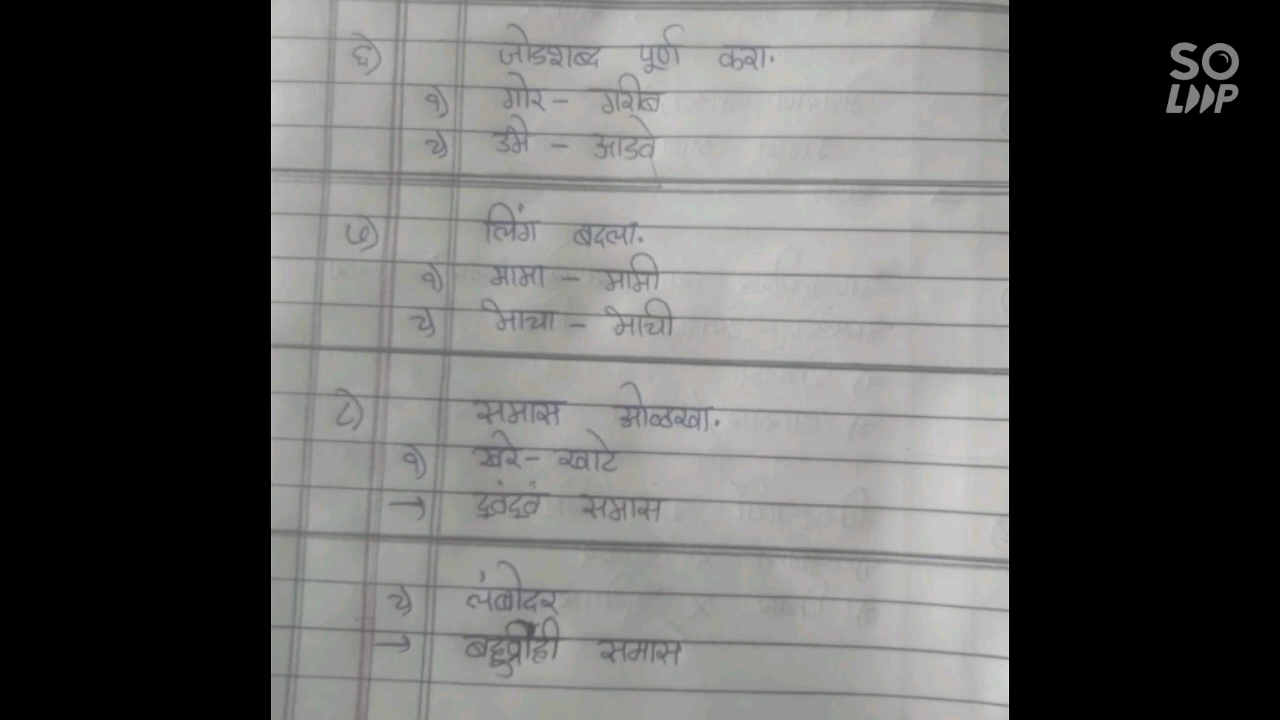 ६) जोडशब्द पूर्ण करा.
१) गोर - गरीब
२) उभे - आडवे
७) लिंग बदला.
१) मामा - मामी
२) भाचा - भाची
८) समास ओळखा.
१) खरे - खोटे
→ द्वंद्वं समास
२) लंबोदर
→ बहुव्रीही समास
SO
LOOP